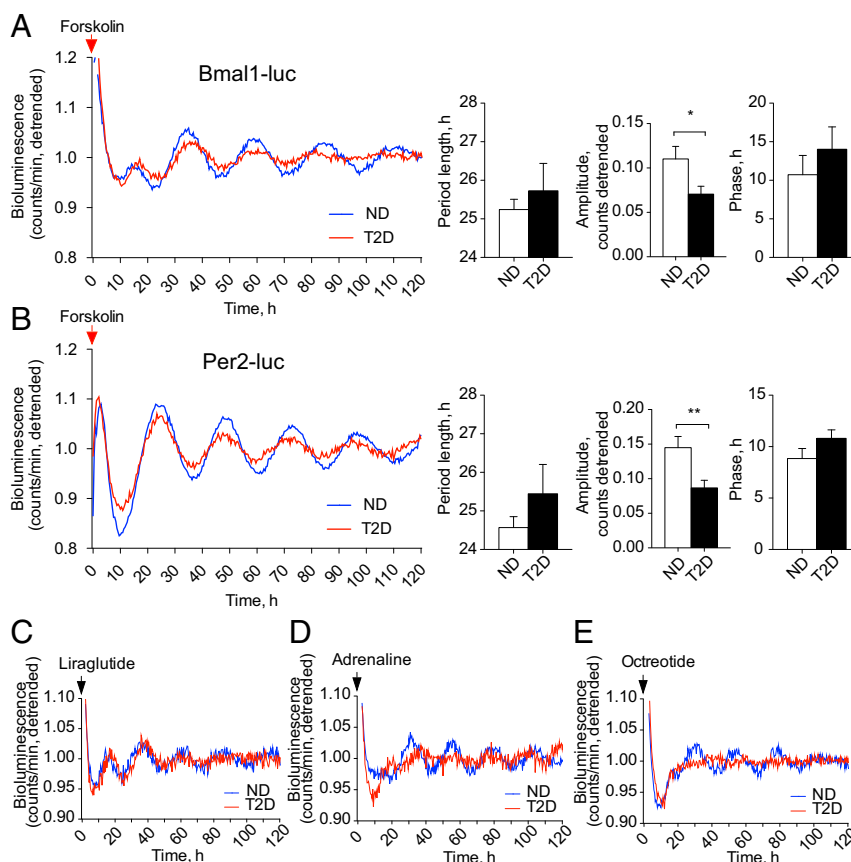 A
Forskolin
Bmal1-luc
Bioluminescence
(counts/min, detrended)
1.2
1.1
1.0
0.9
0.8
ND
T2D
0 10 20 30 40 50 60 70 80 90 100 110 120
Time, h
Period length, h
28
27
26
25
24
ND T2D
Amplitude,
counts detrended
0.15
0.10
0.05
0.00
*
ND T2D
Phase, h
20
15
10
5
0
ND T2D
B
Forskolin
Per2-luc
Bioluminescence
(counts/min, detrended)
1.2
1.1
1.0
0.9
0.8
ND
T2D
0 10 20 30 40 50 60 70 80 90 100 110 120
Time, h
Period length, h
28
27
26
25
24
ND T2D
Amplitude,
counts detrended
0.20
0.15
0.10
0.05
0.00
**
ND T2D
Phase, h
15
10
5
0
ND T2D
C
Liraglutide
Bioluminescence
(counts/min, detrended)
1.10
1.05
1.00
0.95
0.90
ND
T2D
0 20 40 60 80 100 120
Time, h
D
Adrenaline
Bioluminescence
(counts/min, detrended)
1.10
1.05
1.00
0.95
0.90
ND
T2D
0 20 40 60 80 100 120
Time, h
E
Octreotide
Bioluminescence
(counts/min, detrended)
1.10
1.05
1.00
0.95
0.90
ND
T2D
0 20 40 60 80 100 120
Time, h